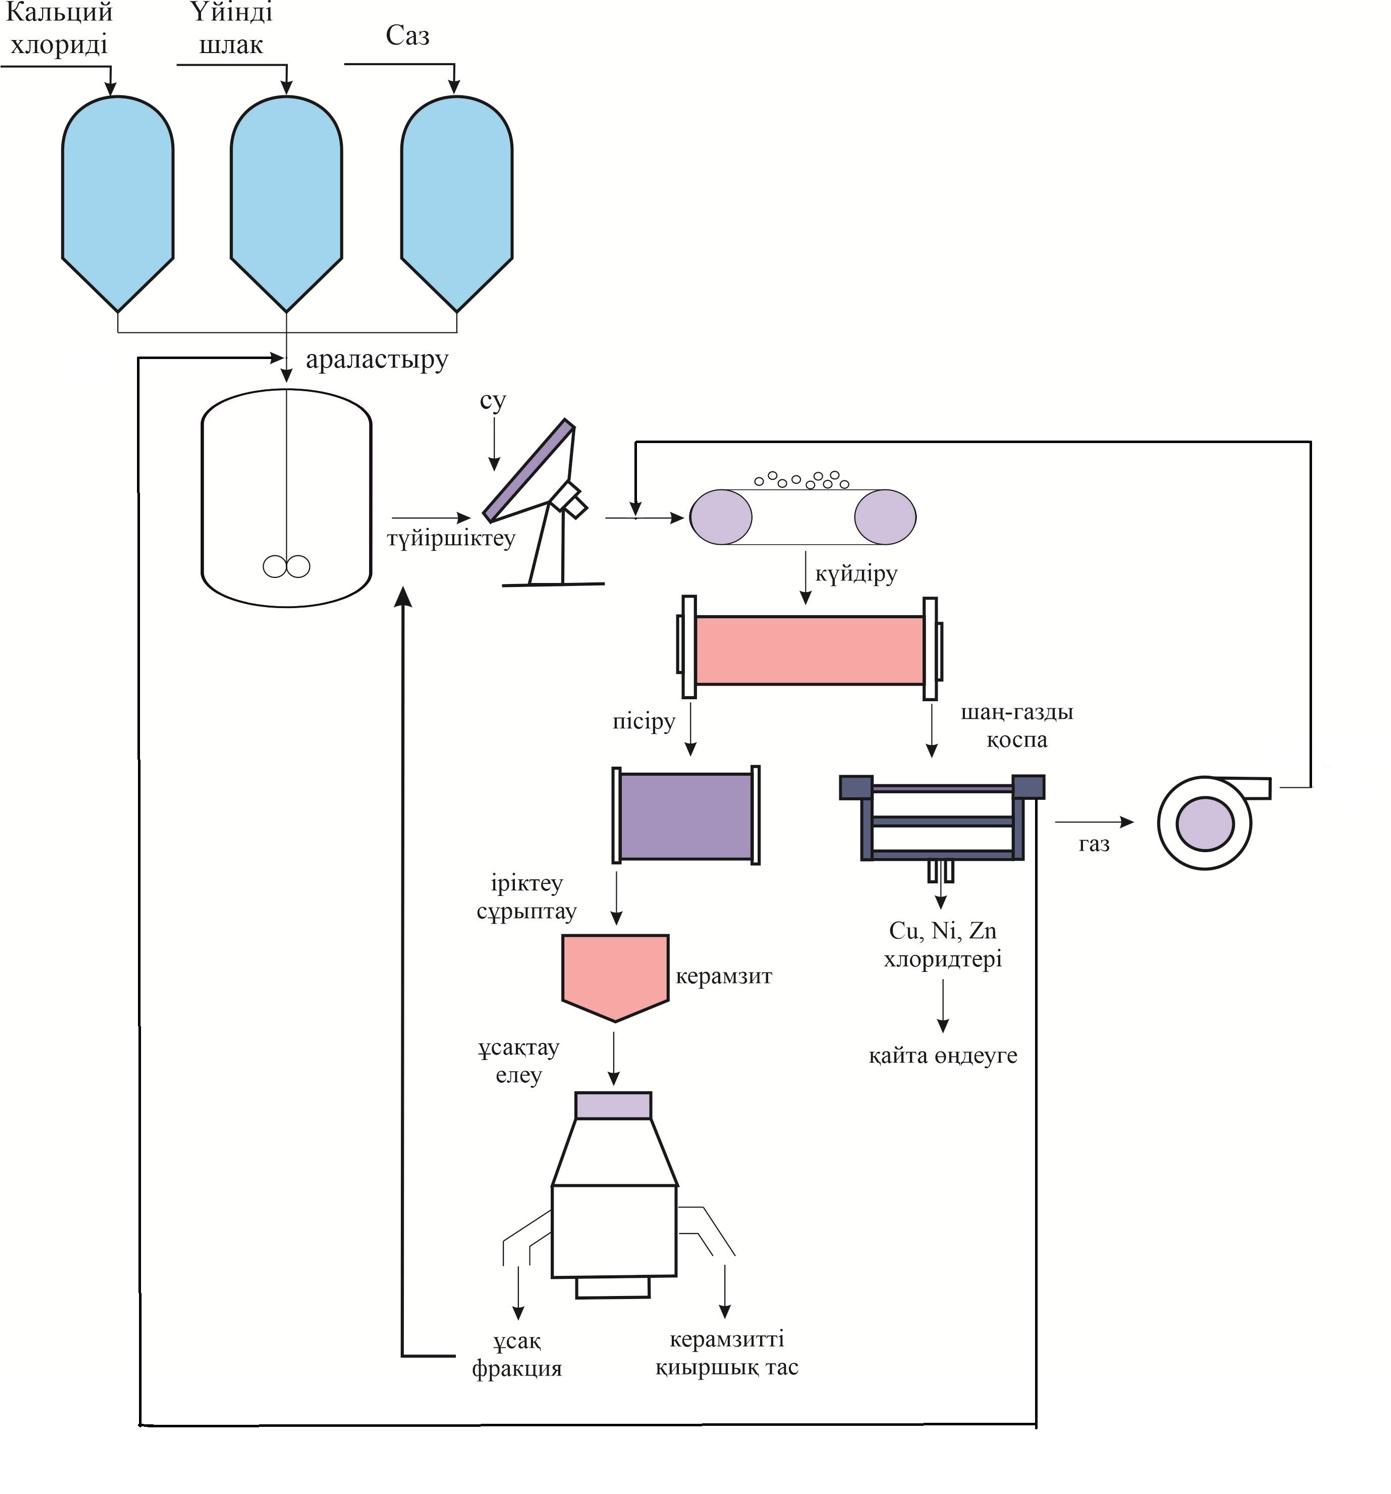 Кальций
хлориді
Үйінді
шлак
Саз
араластыру
су
түйіршіктеу
күйдіру
пісіру
шаң-газды
қоспа
газ
іріктеу
сұрыптау
Cu, Ni, Zn
хлоридтері
керамзит
ұсақтау
елеу
қайта өңдеуге
ұсақ
фракция
керамзитті
қиыршық тас